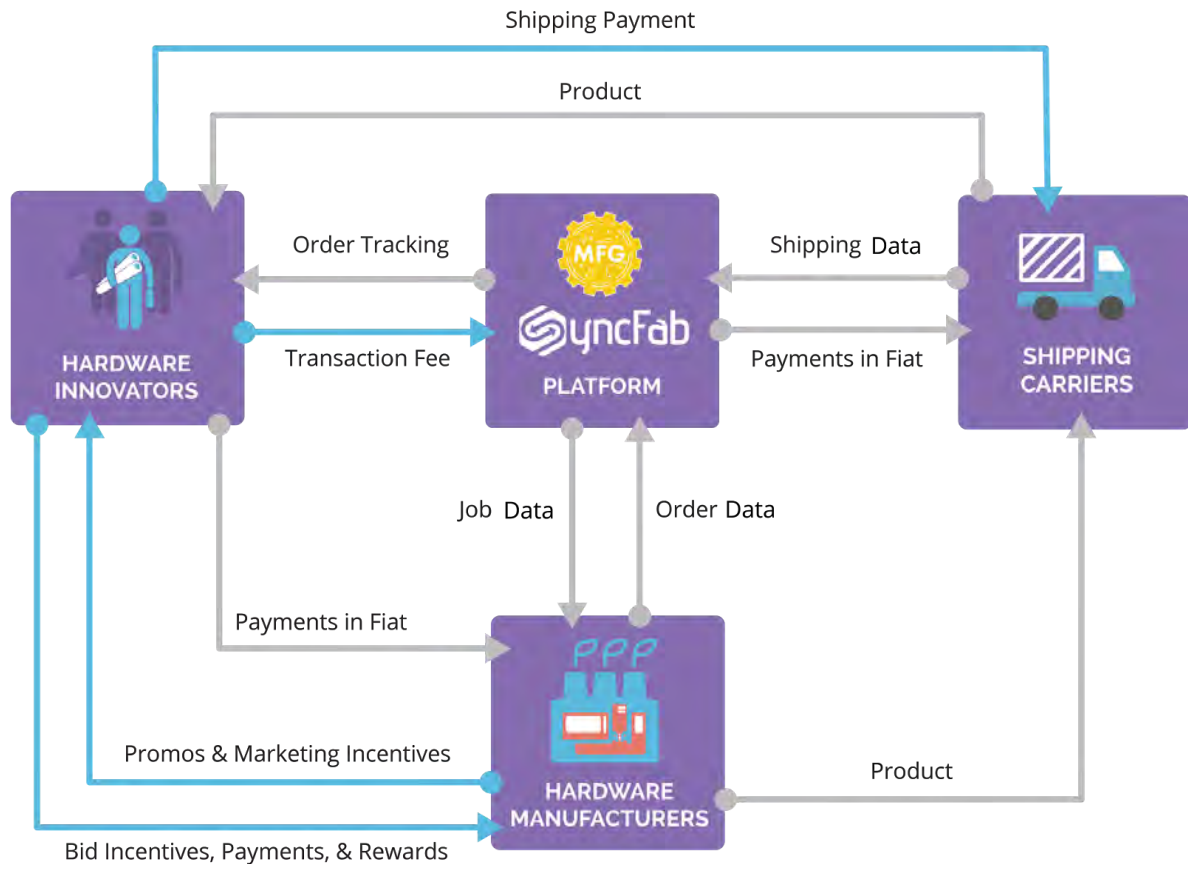 Shipping Payment
Product
Order Tracking
Shipping Data
MFG
SyncFab
Transaction Fee
Payments in Fiat
HARDWARE
INNOVATORS
PLATFORM
SHIPPING
CARRIERS
Job Data
Order Data
Payments in Fiat
Promos & Marketing Incentives
Product
HARDWARE
MANUFACTURERS
Bid Incentives, Payments, & Rewards